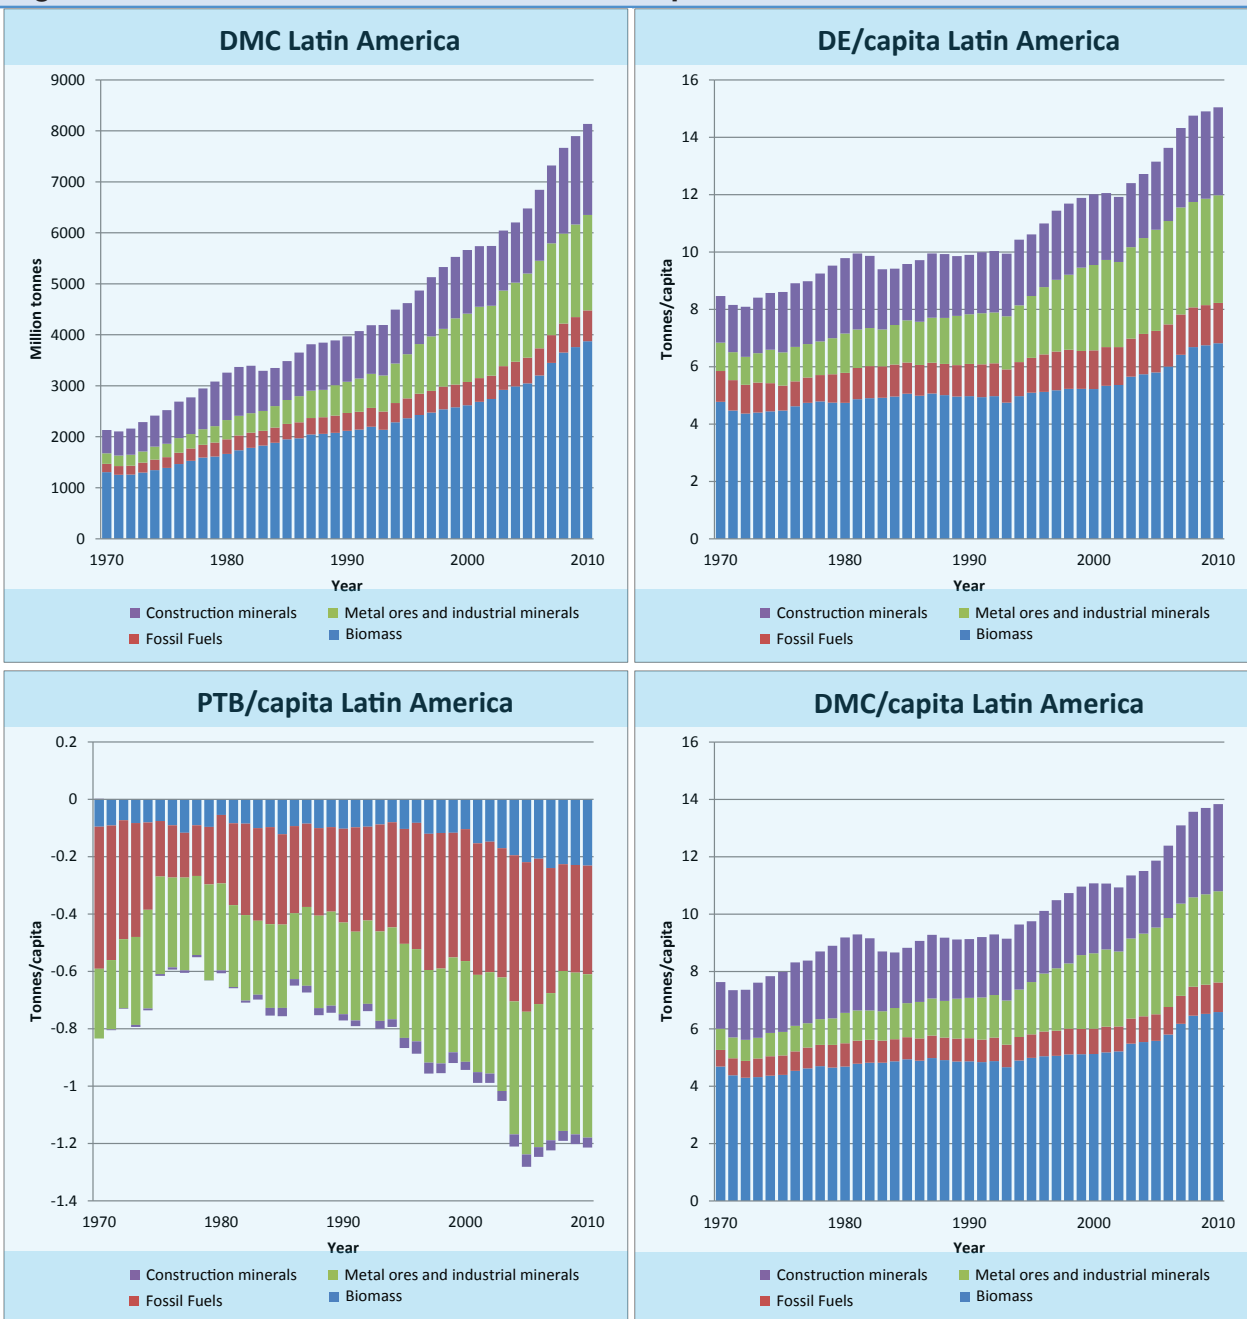 DMC Latin America
9000
8000
7000
6000
5000
4000
3000
2000
1000
0
Million tonnes
1970 1980 1990 2000 2010
Year
Construction minerals Metal ores and industrial minerals
Fossil Fuels Biomass
DE/capita Latin America
16
14
12
10
8
6
4
2
0
Tonnes/capita
1970 1980 1990 2000 2010
Year
Construction minerals Metal ores and industrial minerals
Fossil Fuels Biomass
PTB/capita Latin America
0.2
0
-0.2
-0.4
-0.6
-0.8
-1
-1.2
-1.4
Tonnes/capita
1970 1980 1990 2000 2010
Year
Construction minerals Metal ores and industrial minerals
Fossil Fuels Biomass
DMC/capita Latin America
16
14
12
10
8
6
4
2
0
Tonnes/capita
1970 1980 1990 2000 2010
Year
Construction minerals Metal ores and industrial minerals
Fossil Fuels Biomass